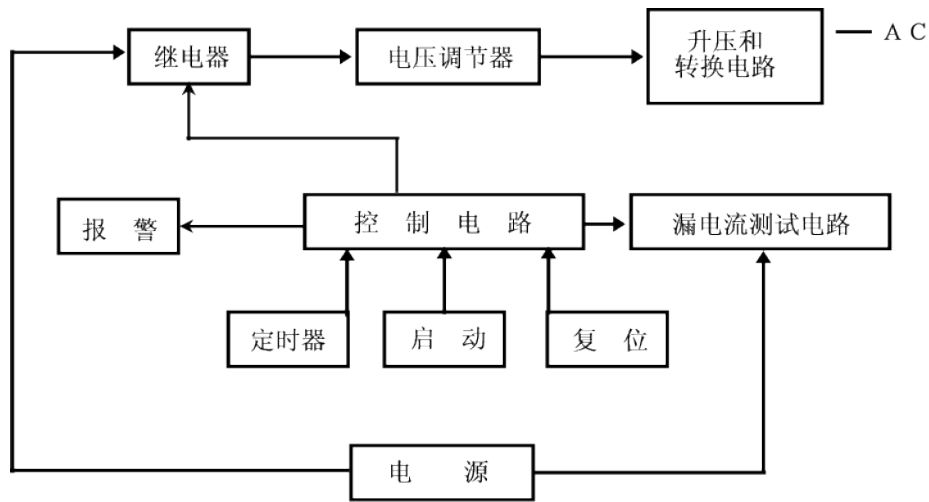 继电器
电压调节器
升压和
转换电路
AC
报 警
控 制 电 路
漏电流测试电路
定时器
启 动
复 位
电 源